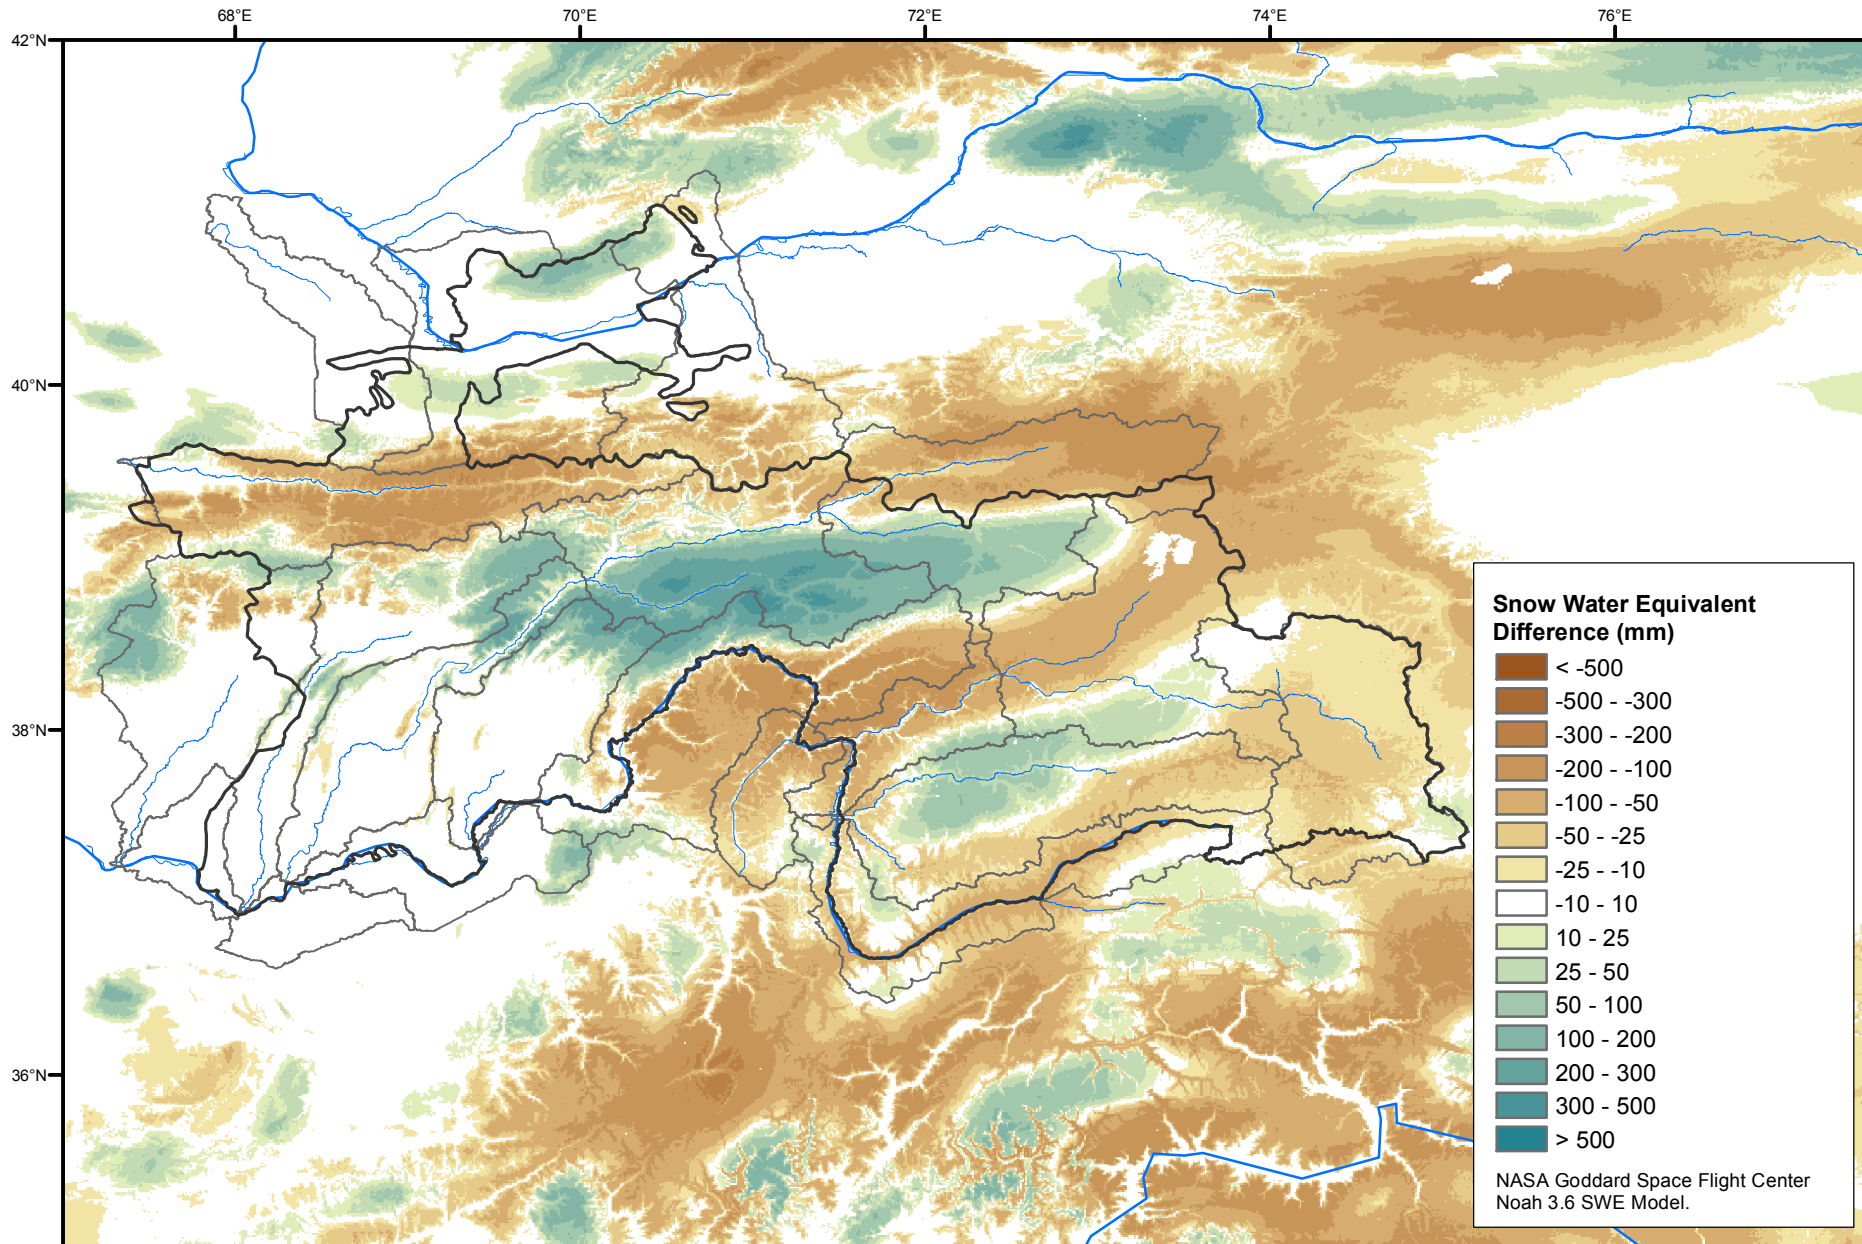 68°E
70°E
72°E
74°E
76°E
42°N
40°N
38°N
36°N
Snow Water Equivalent
Difference (mm)
< -500
-500 - -300
-300 - -200
-200 - -100
-100 - -50
-50 - -25
-25 - -10
-10 - 10
10 - 25
25 - 50
50 - 100
100 - 200
200 - 300
300 - 500
> 500
NASA Goddard Space Flight Center
Noah 3.6 SWE Model.